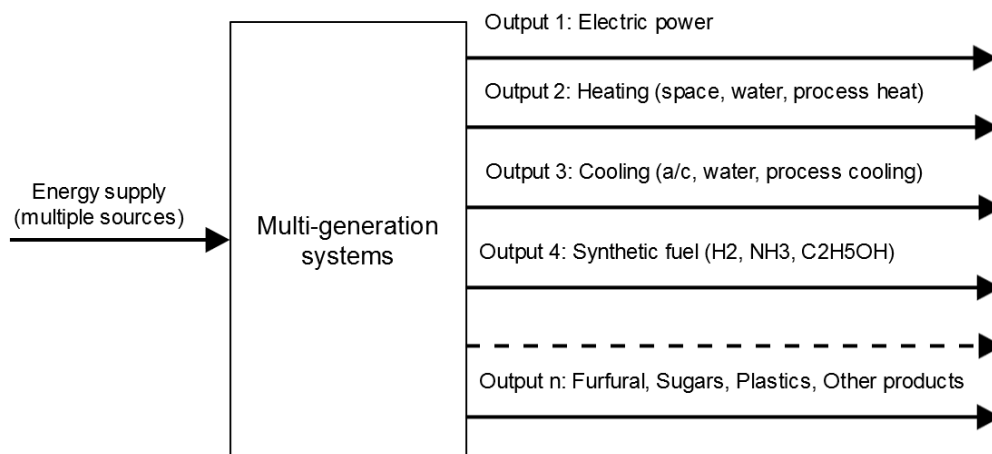 Output 1: Electric power
Output 2: Heating (space, water, process heat)
Output 3: Cooling (a/c, water, process cooling)
Energy supply
(multiple sources)
Multi-generation
systems
Output 4: Synthetic fuel (H2, NH3, C2H5OH)
Output n: Furfural, Sugars, Plastics, Other products